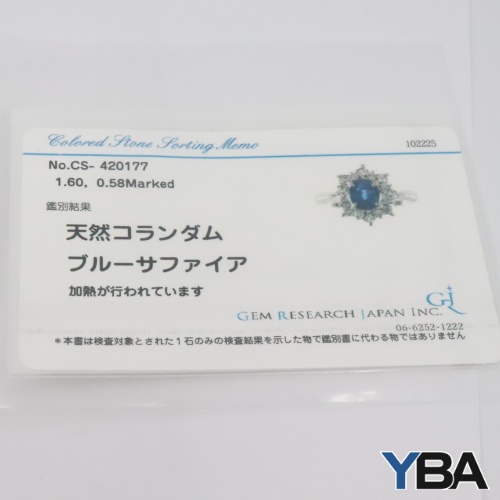 Colored Stone Sorting Memo
102225
No.CS- 420177
1.60, 0.58Marked
鑑別結果
天然コランダム
ブルーサファイア
加熱が行われています
GJ
GEM RESEARCH JAPAN INC.
06-6252-1222
*本書は検査対象とされた1石のみの検査結果を示した物で鑑別書に代わる物ではありません
YBA